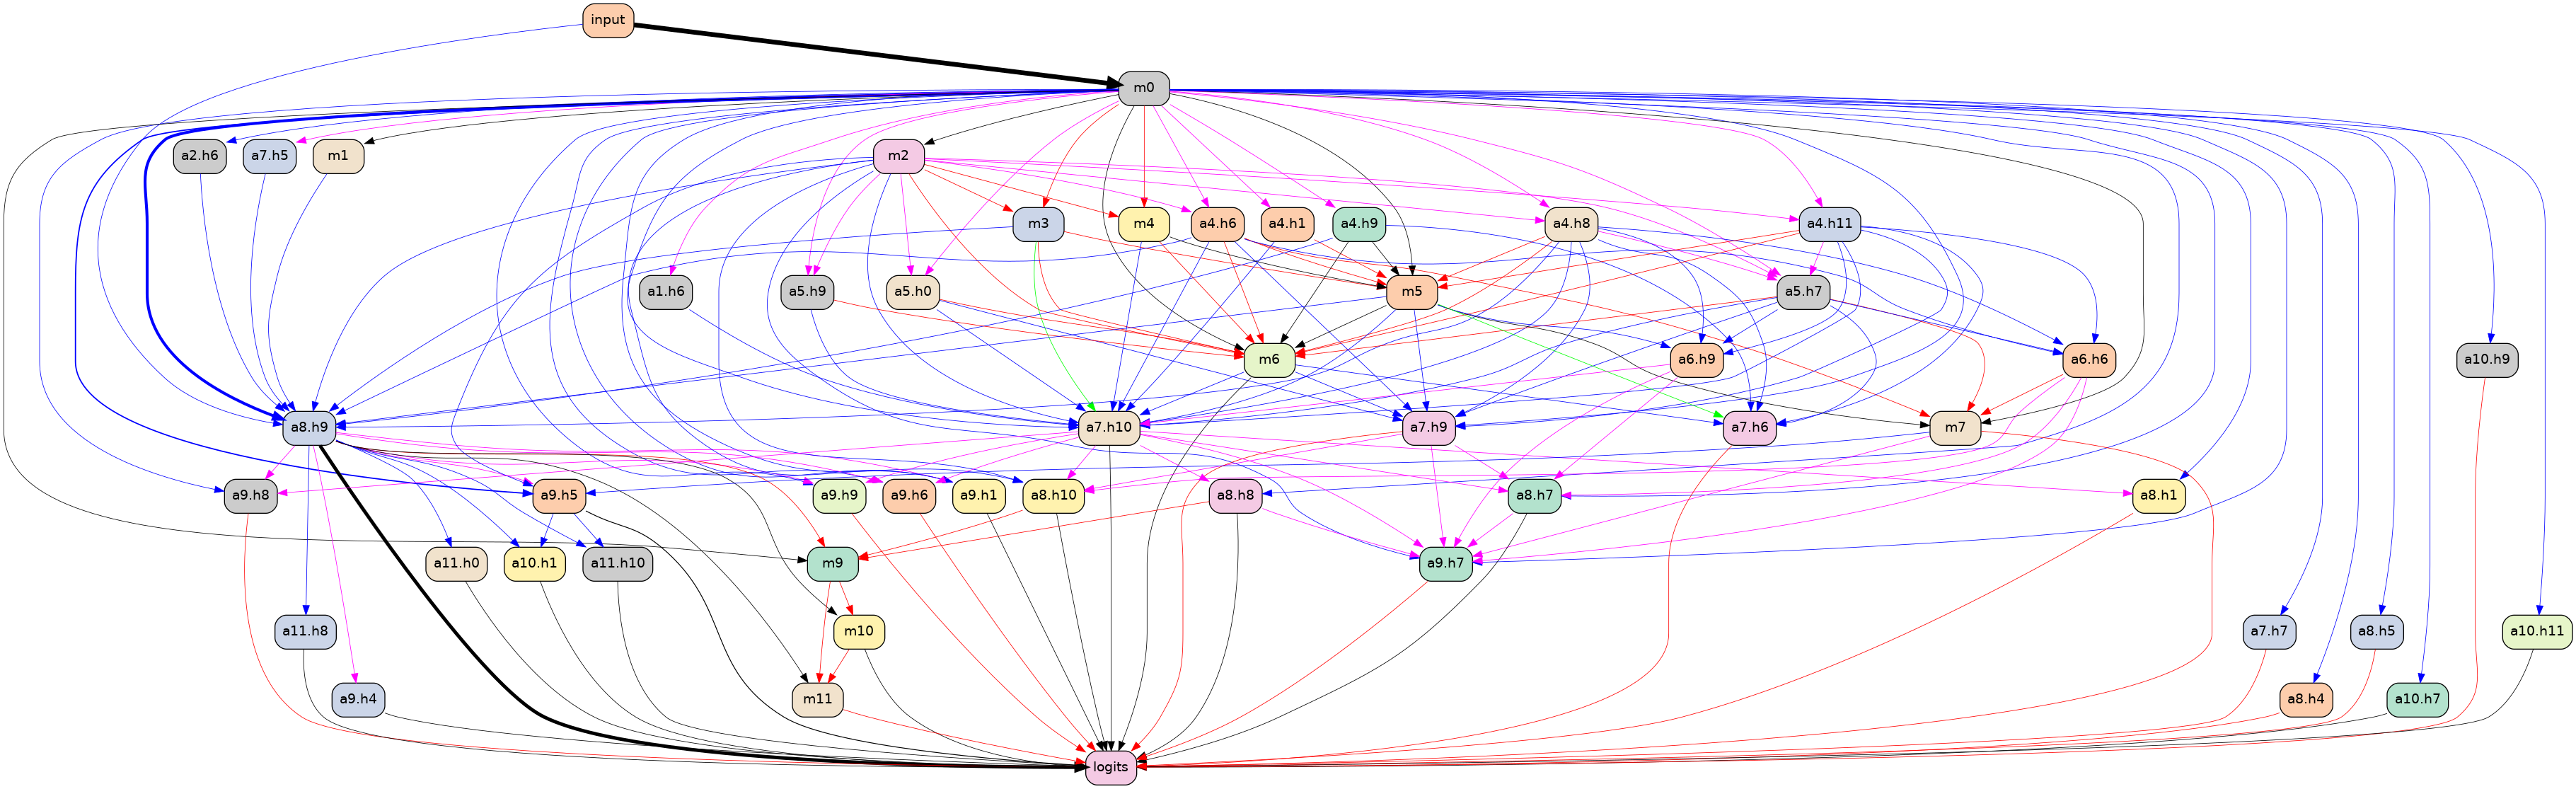 input
m0
a2.h6 a7.h5 m1 m2
m3 m4 a4.h6 a4.h1 a4.h9 a4.h8 a4.h11
a1.h6 a5.h9 a5.h0 m5 a5.h7
m6 a6.h9 a6.h6 a10.h9
a8.h9 a7.h10 a7.h9 a7.h6 m7
a9.h8 a9.h5 a9.h9 a9.h6 a9.h1 a8.h10 a8.h8 a8.h7 a8.h1
a11.h0 a10.h1 a11.h10 m9 a9.h7
a11.h8 m10 a7.h7 a8.h5 a10.h11
a9.h4 m11 a8.h4 a10.h7
logits